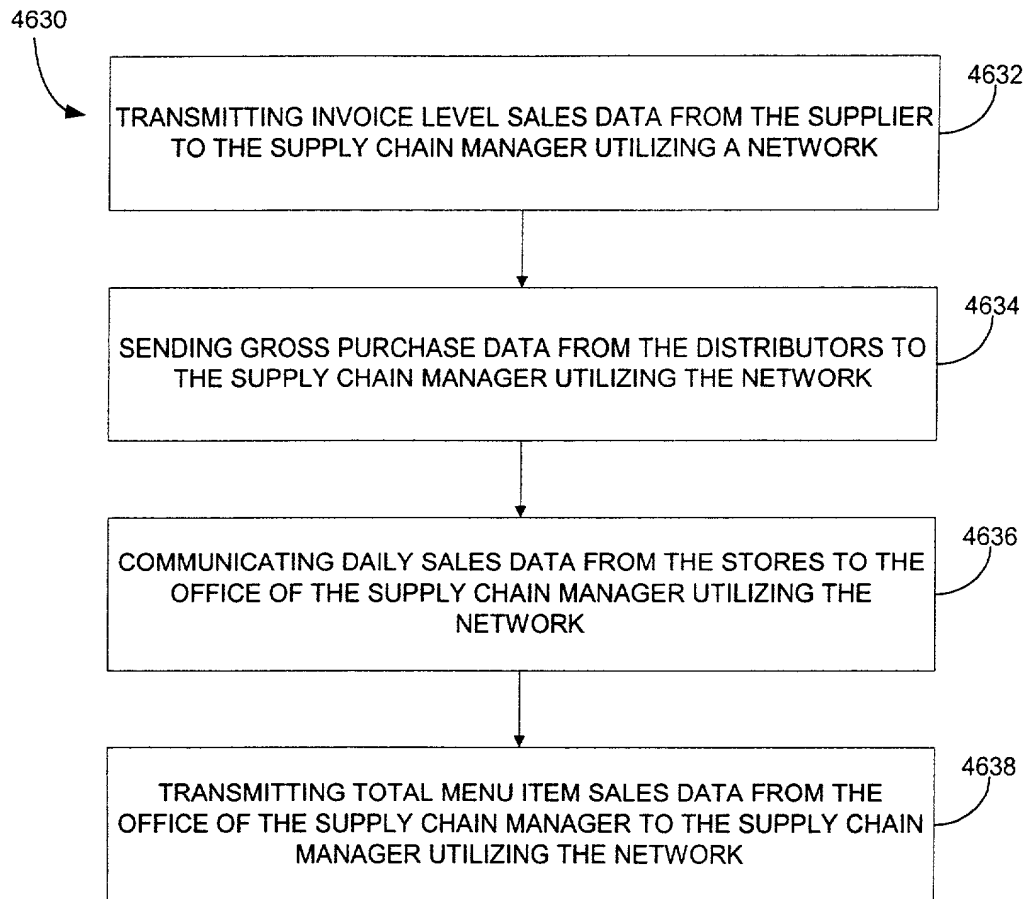 4630
4632
TRANSMITTING INVOICE LEVEL SALES DATA FROM THE SUPPLIER
TO THE SUPPLY CHAIN MANAGER UTILIZING A NETWORK
4634
SENDING GROSS PURCHASE DATA FROM THE DISTRIBUTORS TO
THE SUPPLY CHAIN MANAGER UTILIZING THE NETWORK
4636
COMMUNICATING DAILY SALES DATA FROM THE STORES TO THE
OFFICE OF THE SUPPLY CHAIN MANAGER UTILIZING THE
NETWORK
4638
TRANSMITTING TOTAL MENU ITEM SALES DATA FROM THE
OFFICE OF THE SUPPLY CHAIN MANAGER TO THE SUPPLY CHAIN
MANAGER UTILIZING THE NETWORK